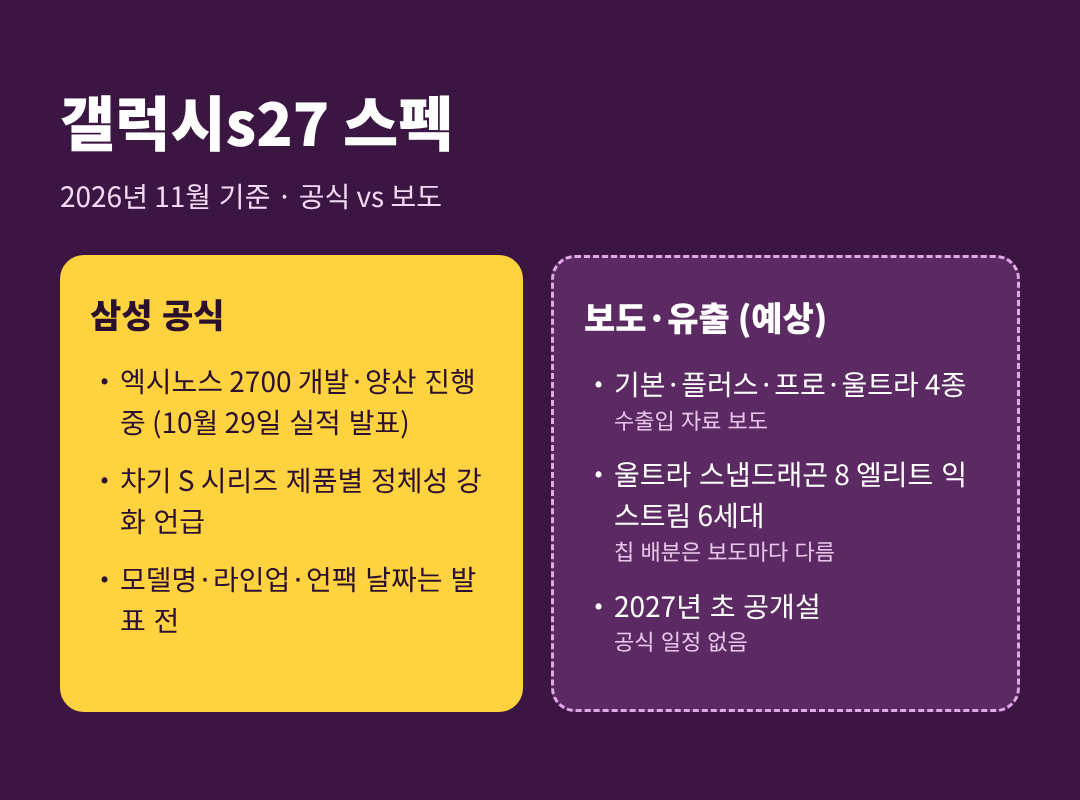 갤럭시s27 스펙
2026년 11월 기준 · 공식 vs 보도
삼성 공식
• 엑시노스 2700 개발·양산 진행
중 (10월 29일 실적 발표)
• 차기 S 시리즈 제품별 정체성 강
화 언급
• 모델명·라인업·언팩 날짜는 발
표 전
보도·유출 (예상)
• 기본·플러스·프로·울트라 4종
수출입 자료 보도
• 울트라 스냅드래곤 8 엘리트 익
스트림 6세대
칩 배분은 보도마다 다름
• 2027년 초 공개설
공식 일정 없음